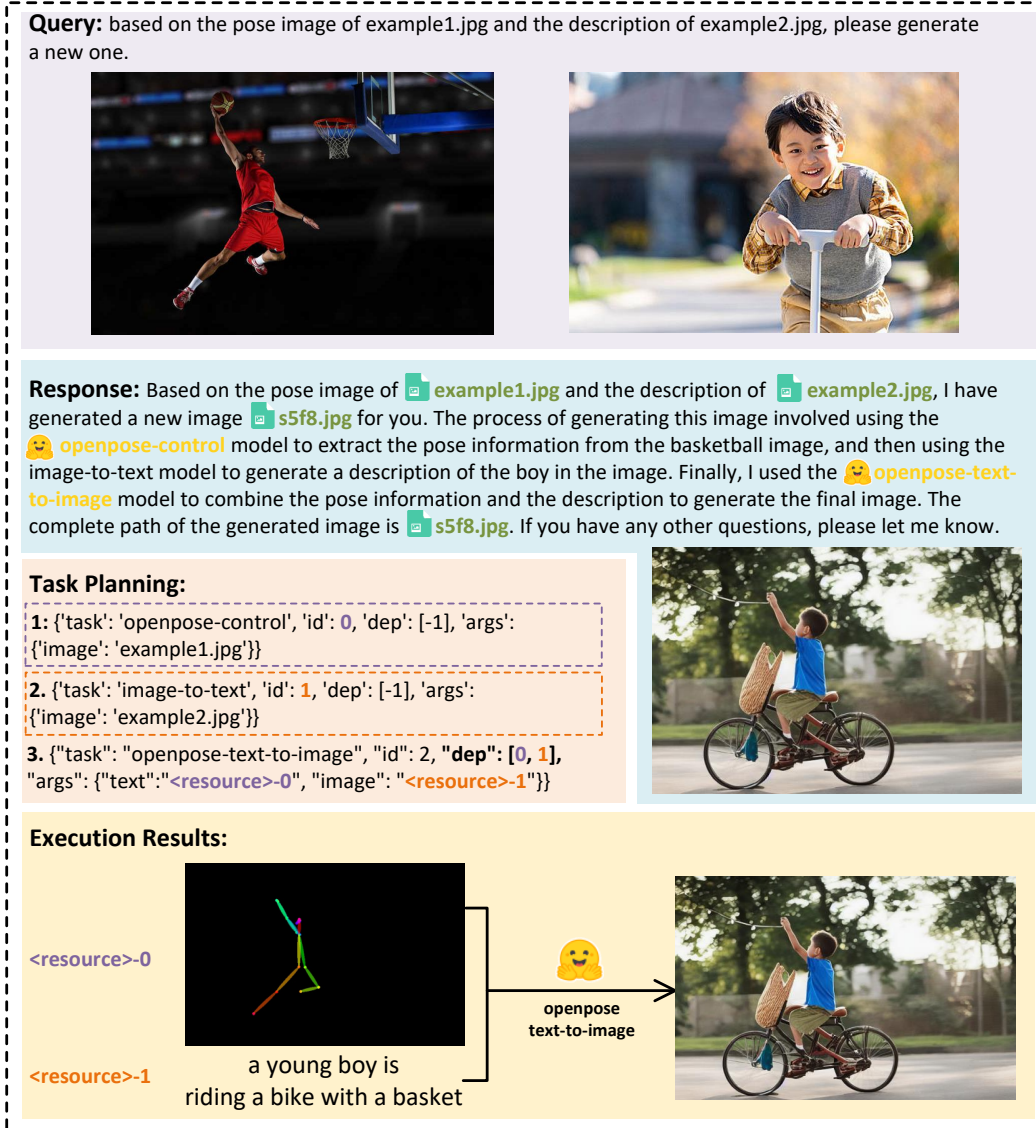 Query: based on the pose image of example1.jpg and the description of example2.jpg, please generate
a new one.
Response: Based on the pose image of example1.jpg and the description of example2.jpg, I have
generated a new image s5f8.jpg for you. The process of generating this image involved using the
openpose-control model to extract the pose information from the basketball image, and then using the
image-to-text model to generate a description of the boy in the image. Finally, I used the openpose-text-
to-image model to combine the pose information and the description to generate the final image. The
complete path of the generated image is s5f8.jpg. If you have any other questions, please let me know.
Task Planning:
1: {'task': 'openpose-control', 'id': 0, 'dep': [-1], 'args':
{'image': 'example1.jpg'}}
2. {'task': 'image-to-text', 'id': 1, 'dep': [-1], 'args':
{'image': 'example2.jpg'}}
3. {"task": "openpose-text-to-image", "id": 2, "dep": [0, 1],
"args": {"text":"<resource>-0", "image": "<resource>-1"}}
Execution Results:
<resource>-0
openpose
text-to-image
<resource>-1
a young boy is
riding a bike with a basket